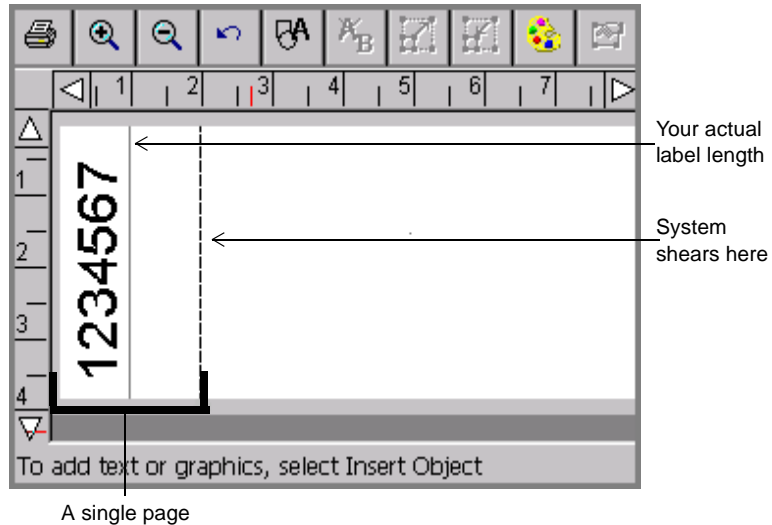 A
A
B
1 2 3 4 5 6 7
Your actual
label length
1
2
3
4
1234567
System
shears here
To add text or graphics, select Insert Object
A single page